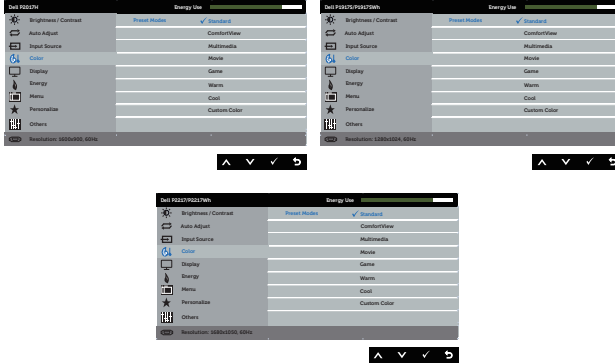 Dell P2017H Energy Use
Brightness / Contrast Preset Modes ✓ Standard
Auto Adjust ComfortView
Input Source Multimedia
Color Movie
Display Game
Energy Warm
Menu Cool
Personalize Custom Color
Others
Resolution: 1600x900, 60Hz
Dell P1917S/P1917SWh Energy Use
Brightness / Contrast Preset Modes ✓ Standard
Auto Adjust ComfortView
Input Source Multimedia
Color Movie
Display Game
Energy Warm
Menu Cool
Personalize Custom Color
Others
Resolution: 1280x1024, 60Hz
Dell P2217/P2217Wh Energy Use
Brightness / Contrast Preset Modes ✓ Standard
Auto Adjust ComfortView
Input Source Multimedia
Color Movie
Display Game
Energy Warm
Menu Cool
Personalize Custom Color
Others
Resolution: 1680x1050, 60Hz